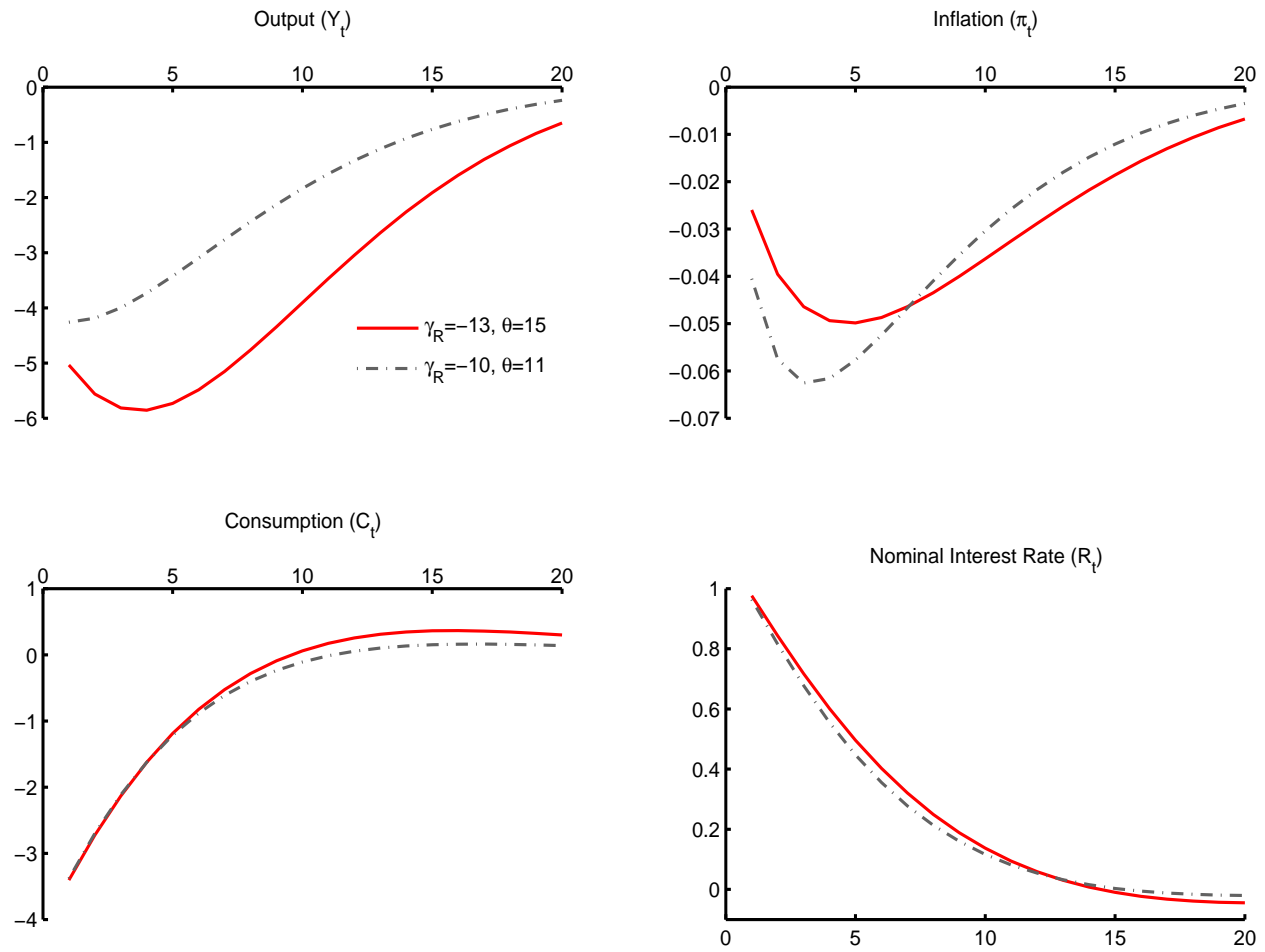 Output (Y_t)
0 5 10 15 20
0
−1
−2
−3
−4
−5
−6
γ_R=−13, θ=15
γ_R=−10, θ=11
Inflation (π_t)
0 5 10 15 20
0
−0.01
−0.02
−0.03
−0.04
−0.05
−0.06
−0.07
Consumption (C_t)
0 5 10 15 20
1
0
−1
−2
−3
−4
Nominal Interest Rate (R_t)
1
0.8
0.6
0.4
0.2
0
0 5 10 15 20